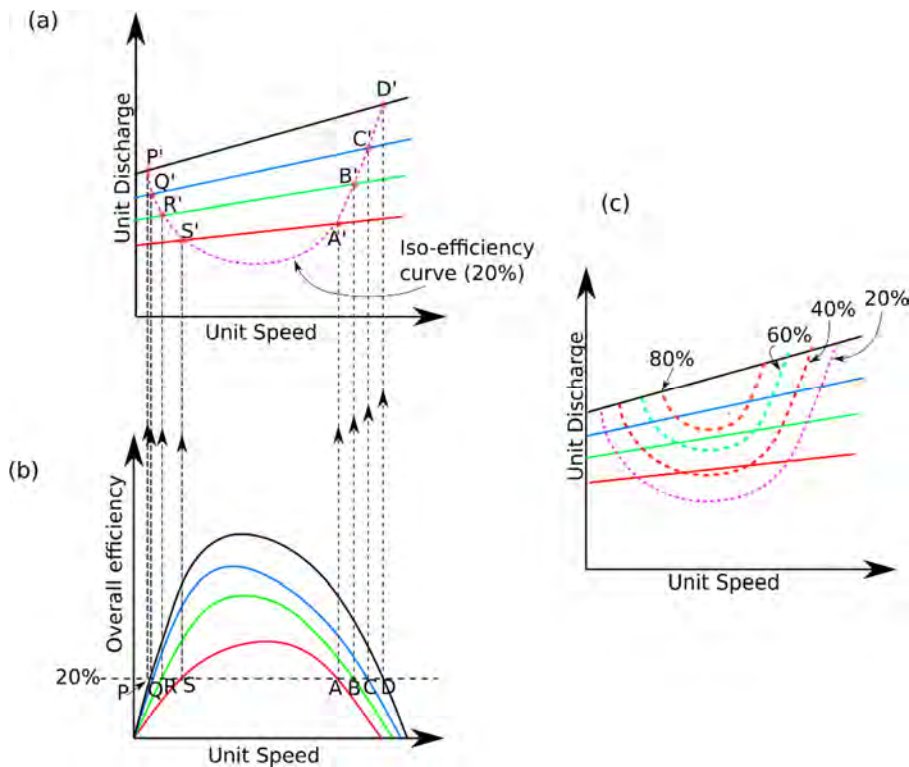 (a)
Unit Discharge
D'
C'
P'
B'
Q'
R'
S'
A'
Iso-efficiency
curve (20%)
Unit Speed
(b)
Overall efficiency
20%
P
Q
R
S
A
B
C
D
Unit Speed
(c)
Unit Discharge
80%
60%
40%
20%
Unit Speed